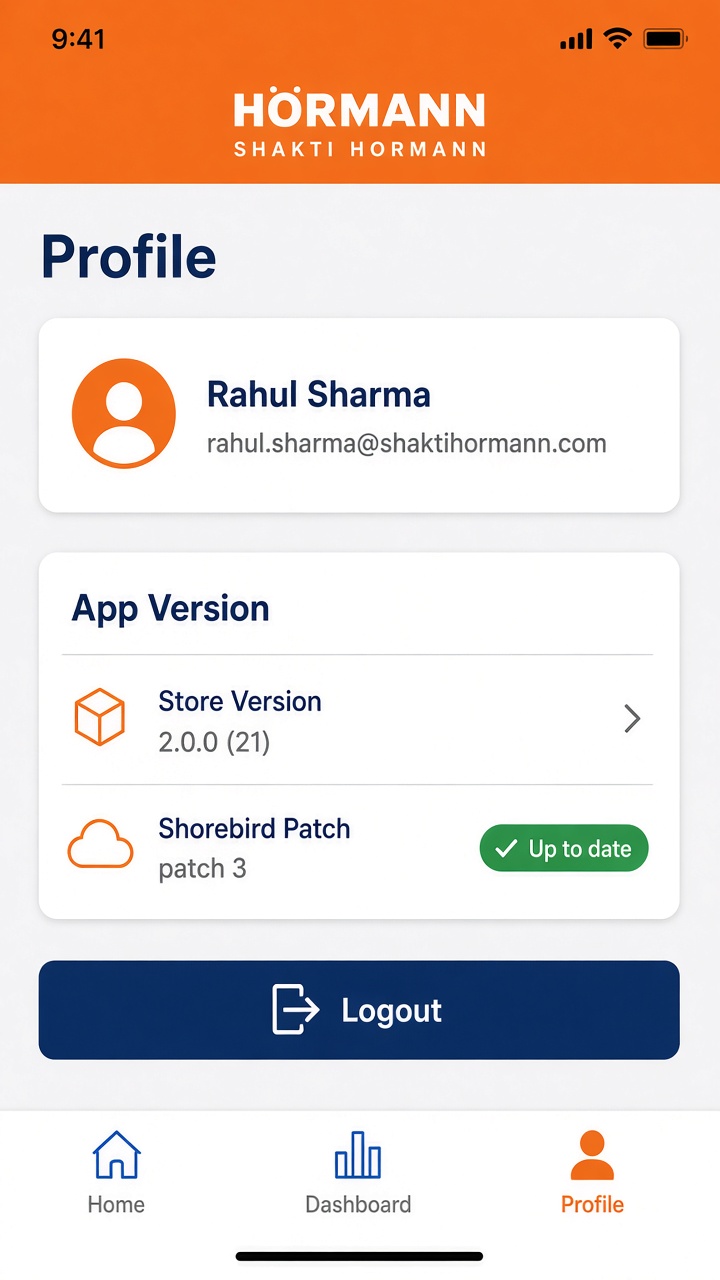 9:41
HÖRMANN
SHAKTI HORMANN
Profile
Rahul Sharma
rahul.sharma@shaktihormann.com
App Version
Store Version
2.0.0 (21)
Shorebird Patch
patch 3
Up to date
Logout
Home
Dashboard
Profile